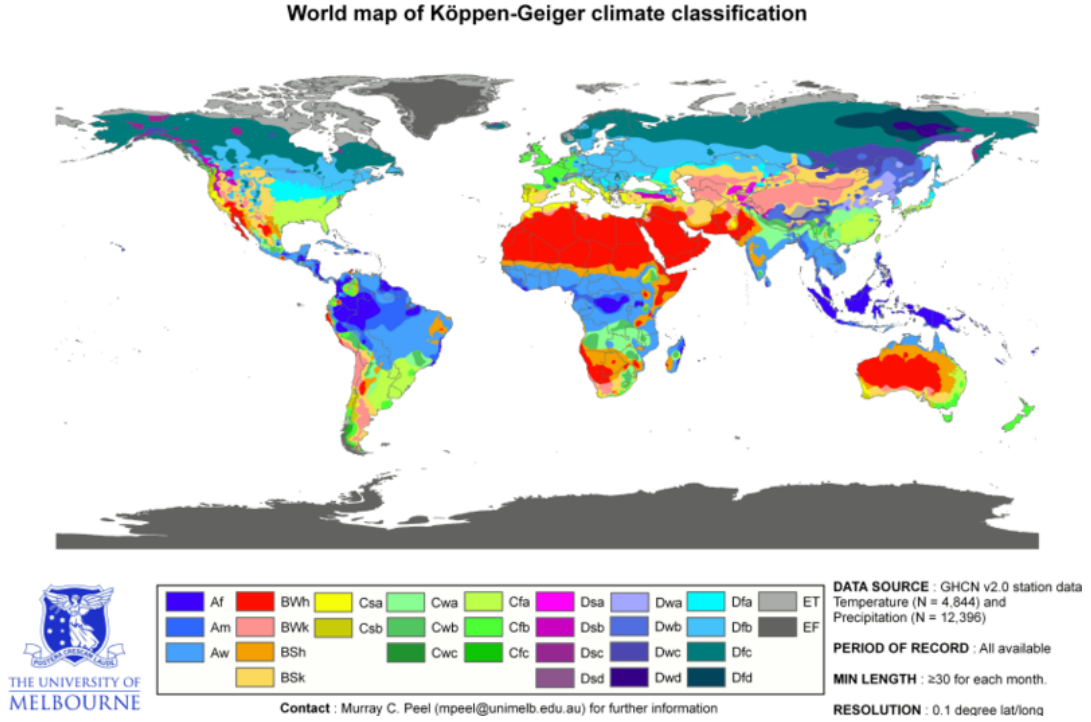 World map of Köppen-Geiger climate classification
POSTERA CRESCAM LAUDE
THE UNIVERSITY OF
MELBOURNE
Af
Am
Aw
BWh
BWk
BSh
BSk
Csa
Csb
Cwa
Cwb
Cwc
Cfa
Cfb
Cfc
Dsa
Dsb
Dsc
Dsd
Dwa
Dwb
Dwc
Dwd
Dfa
Dfb
Dfc
Dfd
ET
EF
Contact : Murray C. Peel (mpeel@unimelb.edu.au) for further information
DATA SOURCE : GHCN v2.0 station data
Temperature (N = 4,844) and
Precipitation (N = 12,396)
PERIOD OF RECORD : All available
MIN LENGTH : ≥30 for each month.
RESOLUTION : 0.1 degree lat/long